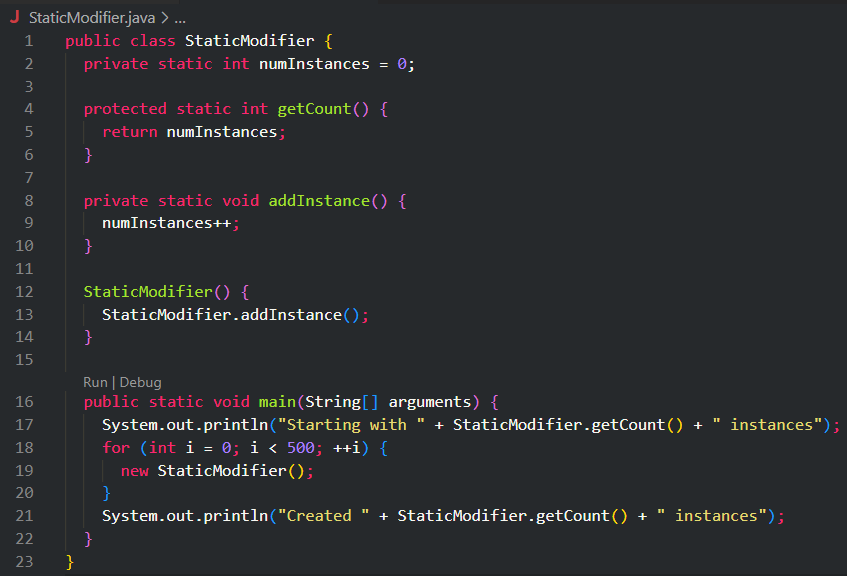 J StaticModifier.java > ...
1 public class StaticModifier {
2   private static int numInstances = 0;
3
4   protected static int getCount() {
5     return numInstances;
6   }
7
8   private static void addInstance() {
9     numInstances++;
10   }
11
12   StaticModifier() {
13     StaticModifier.addInstance();
14   }
15
Run | Debug
16   public static void main(String[] arguments) {
17     System.out.println("Starting with " + StaticModifier.getCount() + " instances");
18     for (int i = 0; i < 500; ++i) {
19       new StaticModifier();
20     }
21     System.out.println("Created " + StaticModifier.getCount() + " instances");
22   }
23 }